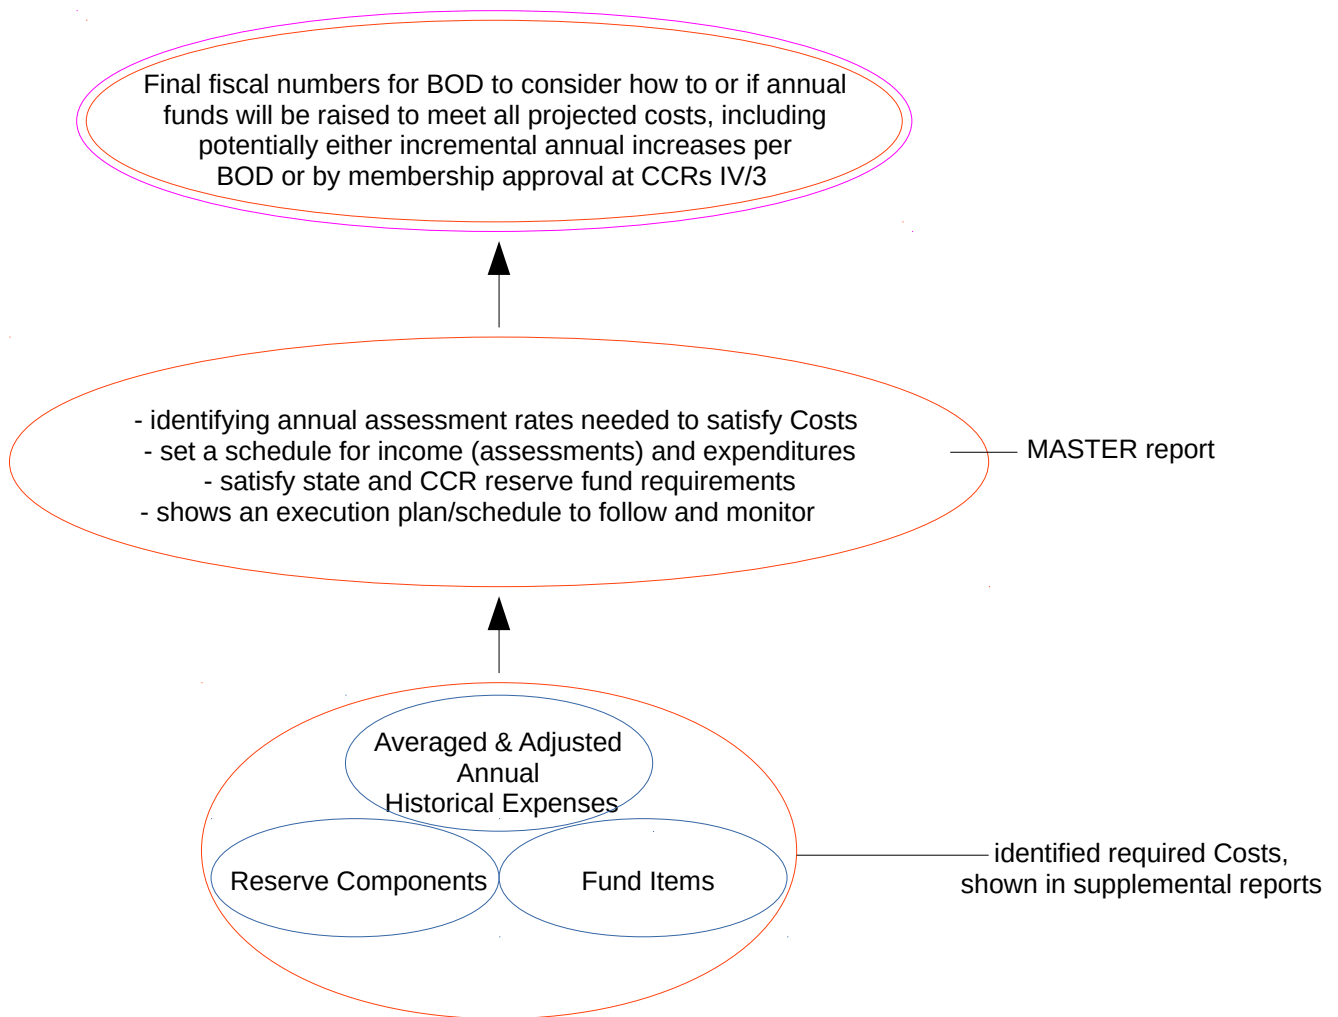 Final fiscal numbers for BOD to consider how to or if annual
funds will be raised to meet all projected costs, including
potentially either incremental annual increases per
BOD or by membership approval at CCRs IV/3
- identifying annual assessment rates needed to satisfy Costs
- set a schedule for income (assessments) and expenditures
- satisfy state and CCR reserve fund requirements
- shows an execution plan/schedule to follow and monitor
MASTER report
Averaged & Adjusted
Annual
Historical Expenses
Reserve Components
Fund Items
identified required Costs,
shown in supplemental reports